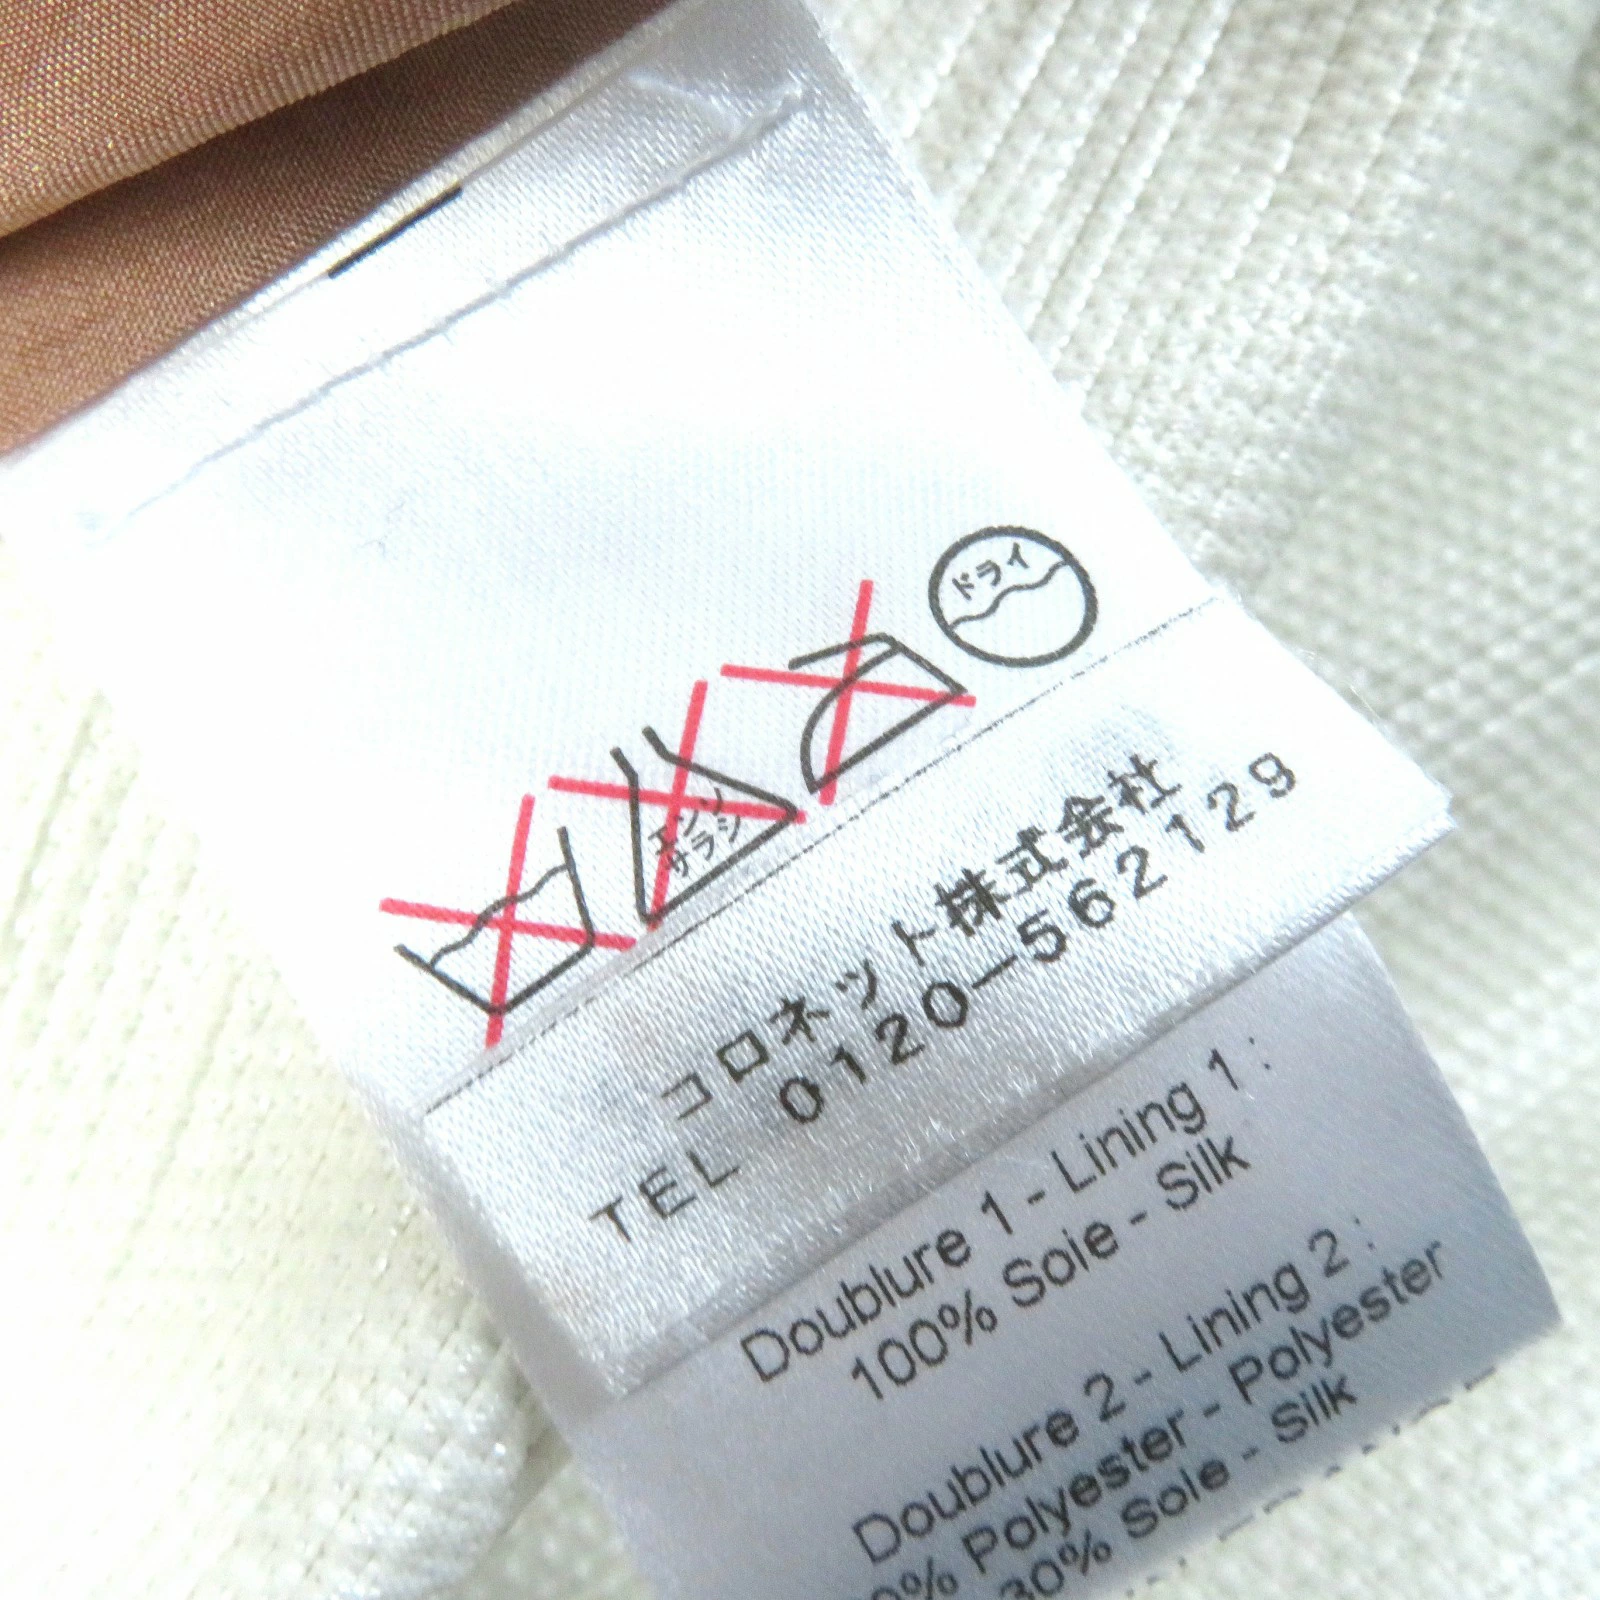 エンソ
サラシ
ドライ
コロネット株式会社
TEL 0120—562129
Doublure 1 - Lining 1 :
100% Soie - Silk
Doublure 2 - Lining 2 :
Polyester - Polyester
30% Soie - Silk